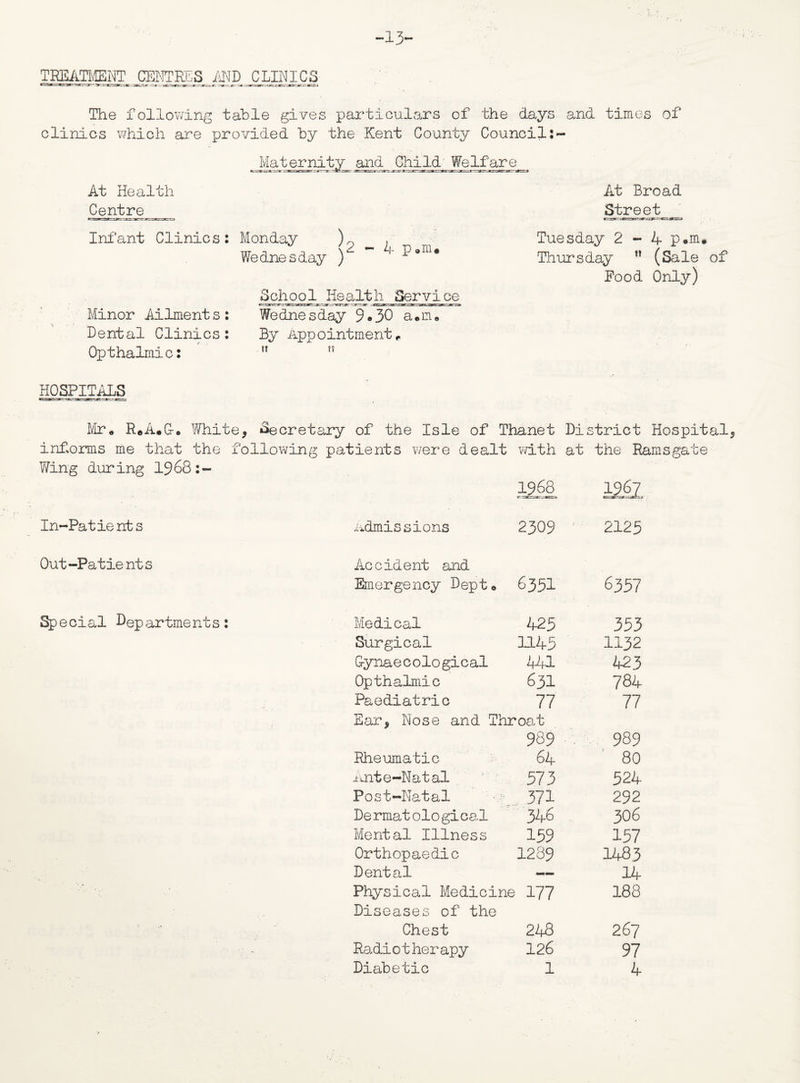 -13-
TREATMENT CENTRES AND CLINICS
The following table gives particulars of the days and times of
clinics which are provided by the Kent County Council:-
Maternity and Child Welfare
At Health At Broad
Centre Street
Infant Clinics: Monday ) 2 - 4 p.m. Tuesday 2 - 4 p.m.
Wednesday ) Thursday " (Sale of
Food Only)
School Health Service
Minor Ailments: Wednesday 9.30 a.m.
Dental Clinics: By Appointment.
Opthalmic: " "
HOSPITALS
Mr. R.A.G. White, Secretary of the Isle of Thanet District Hospital,
informs me that the following patients were dealt with at the Ramsgate
Wing during 1968:-
1968 1967
In-Patients Admissions 2309 2125
Out-Patients Accident and
Emergency Dept. 6351 6357
Special Departments: Medical 425 353
Surgical 1145 1132
Gynaecological 441 423
Opthalmic 631 784
Paediatric 77 77
Ear, Nose and Throat
989 989
Rheumatic 64 80
Ante-Natal 573 524
Post-Natal 371 292
Dermatological 346 306
Mental Illness 159 157
Orthopaedic 1289 1483
Dental — 14
Physical Medicine 177 188
Diseases of the
Chest 248 267
Radiotherapy 126 97
Diabetic 1 4